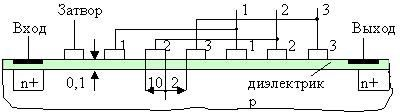 Затвор 1 2 3
Вход Выход
1 2 3 1 2 3
n+ 0,1 10 2 диэлектрик n+
р